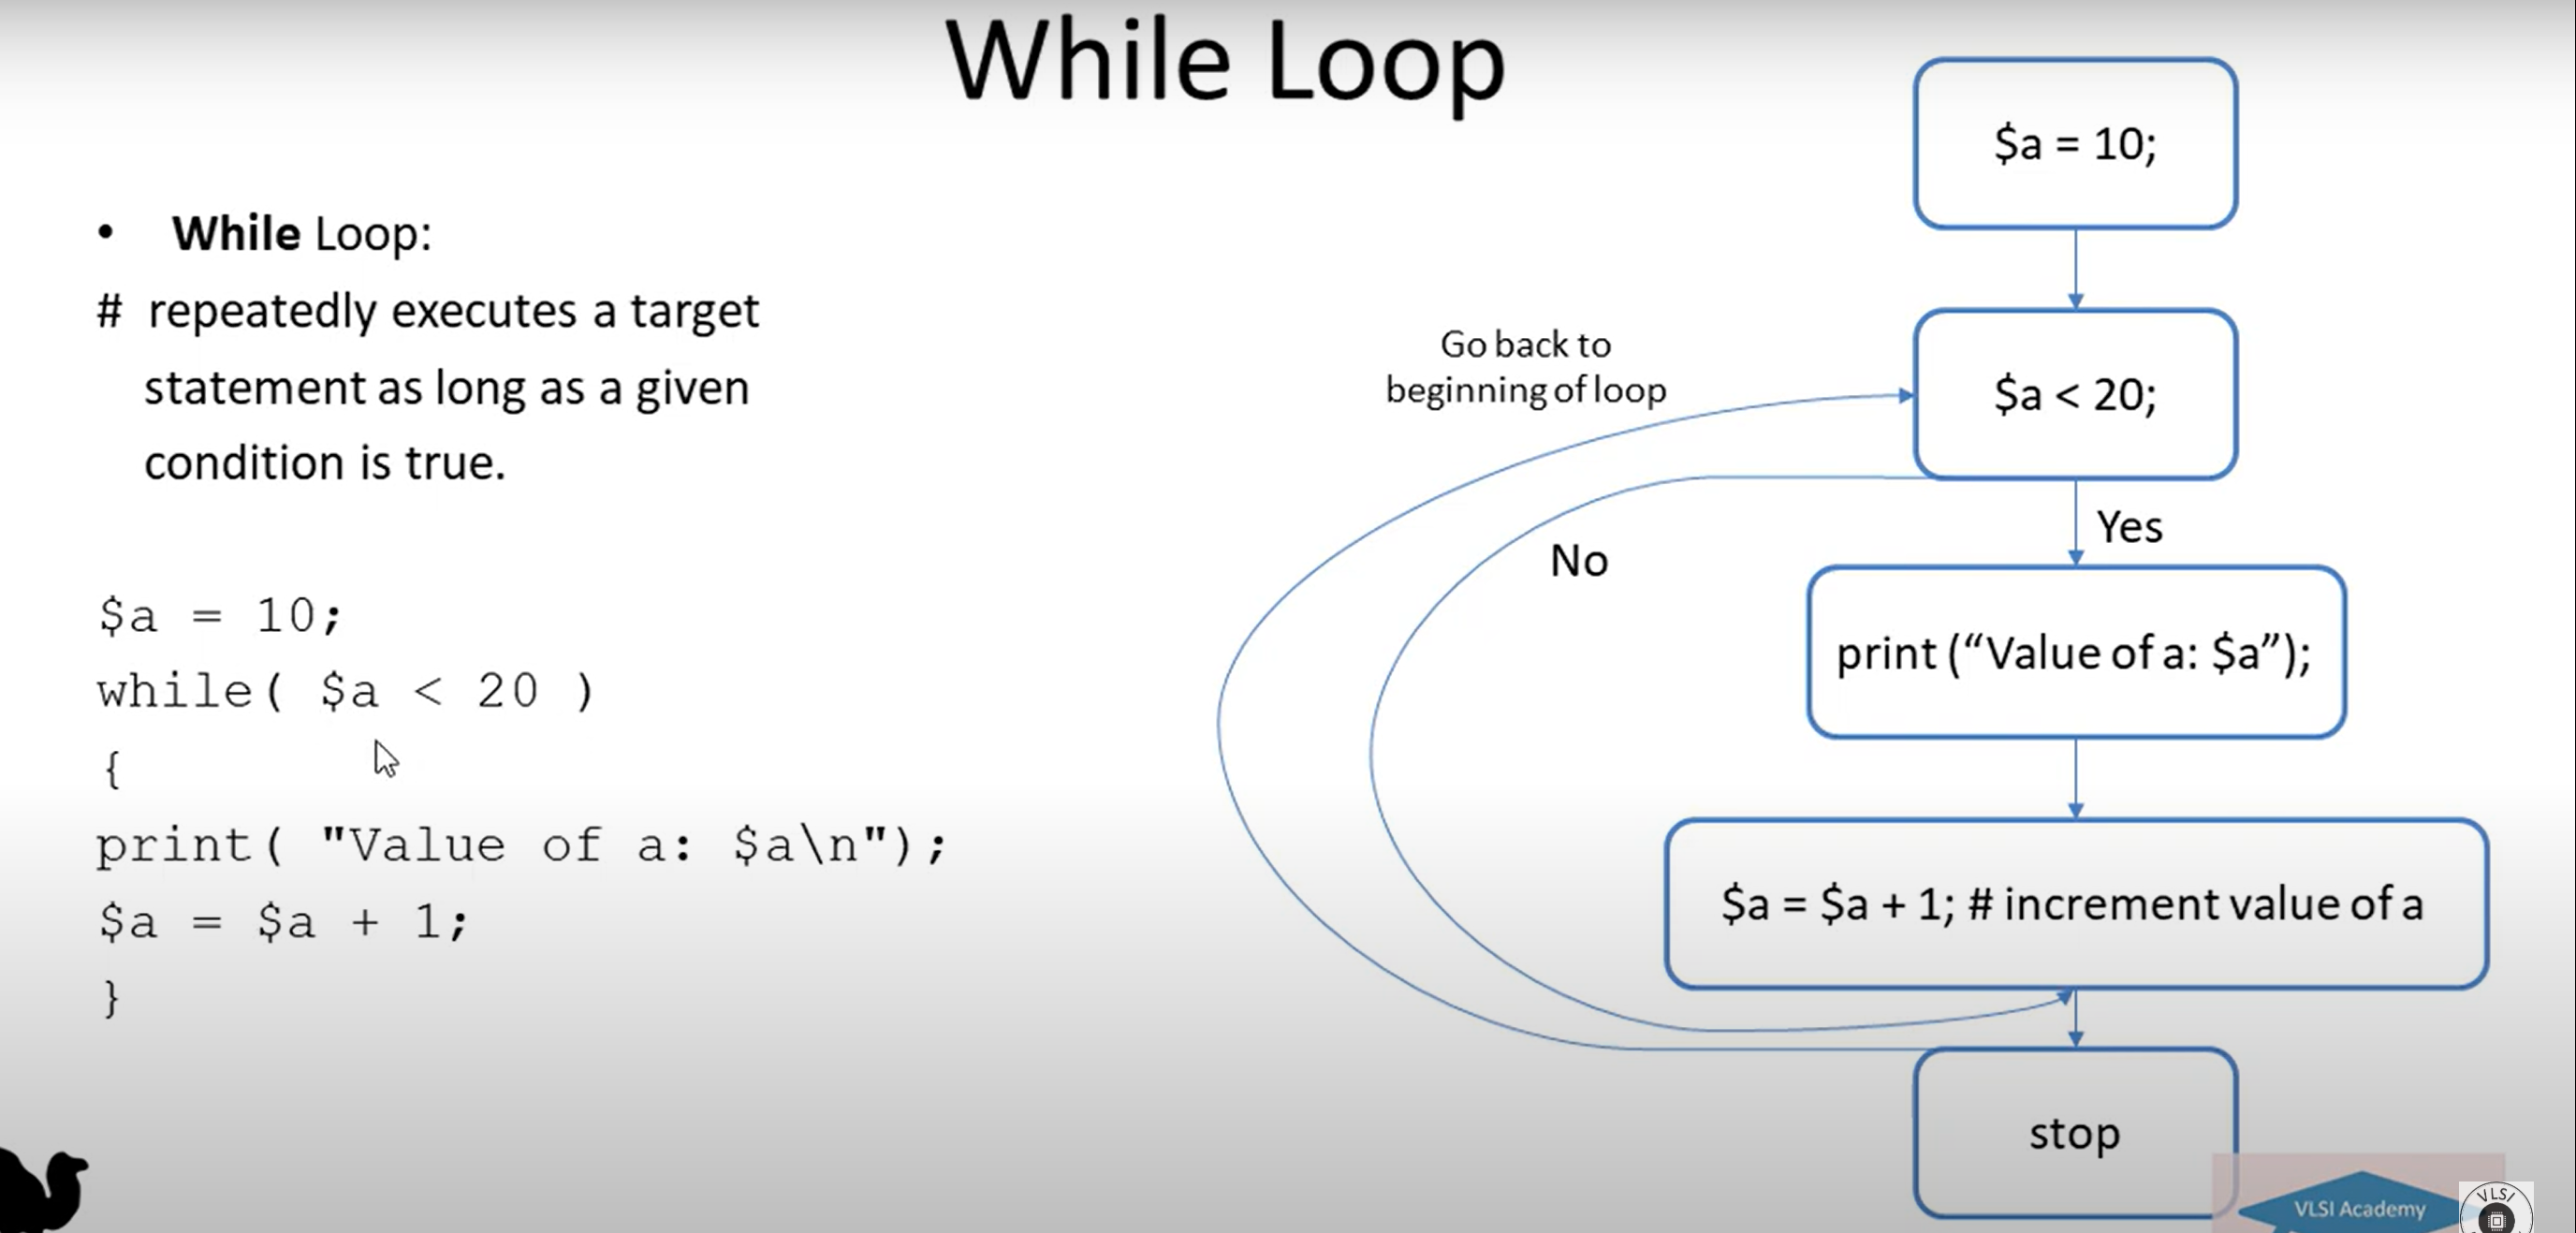 While Loop
• While Loop:
# repeatedly executes a target
statement as long as a given
condition is true.
$a = 10;
while( $a < 20 )
{
print( "Value of a: $a\n");
$a = $a + 1;
}
$a = 10;
Go back to
beginning of loop
$a < 20;
Yes
No
print (“Value of a: $a”);
$a = $a + 1; # increment value of a
stop
VLSI Academy
VLSI